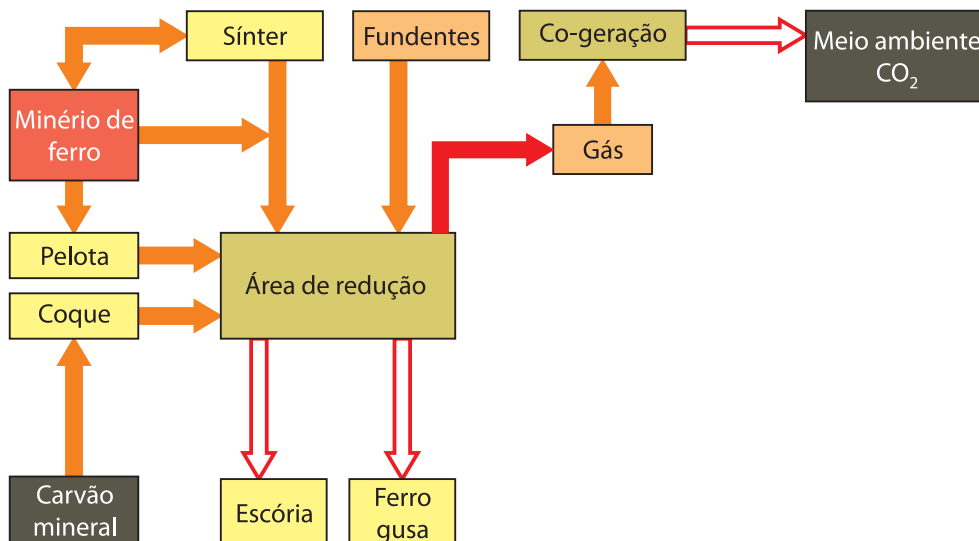 Sínter
Fundentes
Co-geração
Meio ambiente
CO₂
Minério de
ferro
Gás
Pelota
Área de redução
Coque
Carvão
mineral
Escória
Ferro
gusa